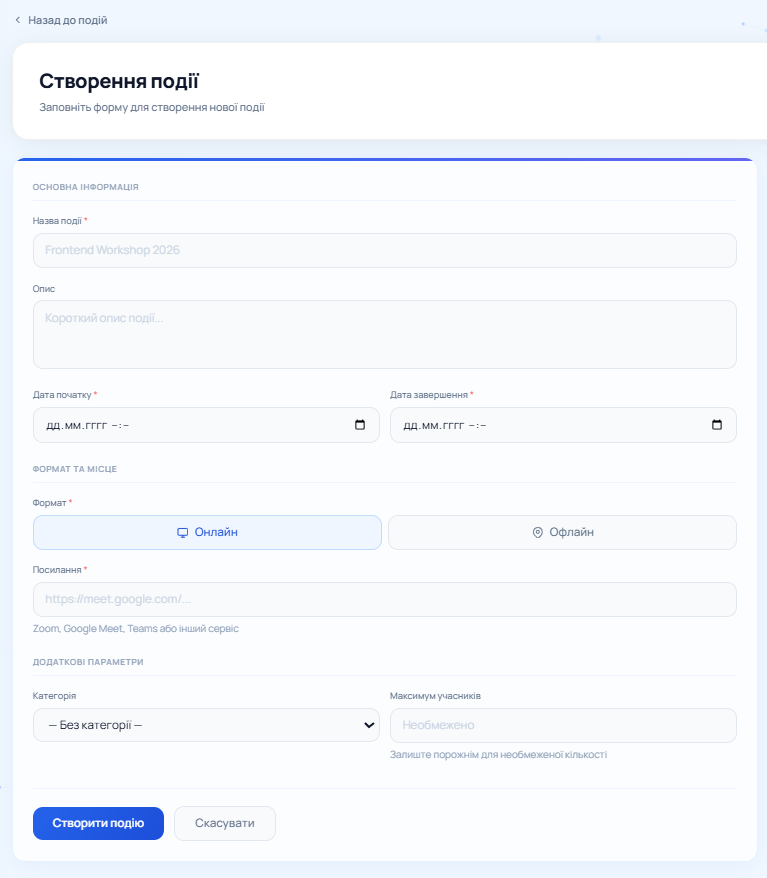 Назад до подій
Створення події
Заповніть форму для створення нової події
ОСНОВНА ІНФОРМАЦІЯ
Назва події *
Frontend Workshop 2026
Опис
Короткий опис події...
Дата початку * Дата завершення *
дд.мм.гггг --:-- дд.мм.гггг --:--
ФОРМАТ ТА МІСЦЕ
Формат *
Онлайн Офлайн
Посилання *
https://meet.google.com/...
Zoom, Google Meet, Teams або інший сервіс
ДОДАТКОВІ ПАРАМЕТРИ
Категорія Максимум учасників
— Без категорії — Необмежено
Залиште порожнім для необмеженої кількості
Створити подію Скасувати